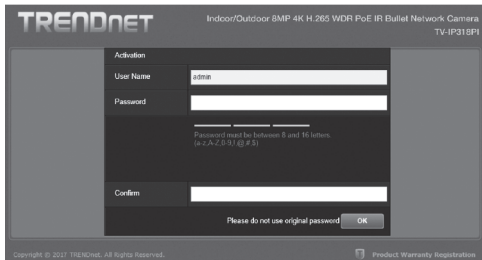 TRENDNET
Indoor/Outdoor 8MP 4K H.265 WDR PoE IR Bullet Network Camera
TV-IP318PI
Activation
User Name
admin
Password
Password must be between 8 and 16 letters.
(a-z,A-Z,0-9,!,@,#,$)
Confirm
Please do not use original password
OK
Copyright © 2017 TRENDnet. All Rights Reserved.
Product Warranty Registration